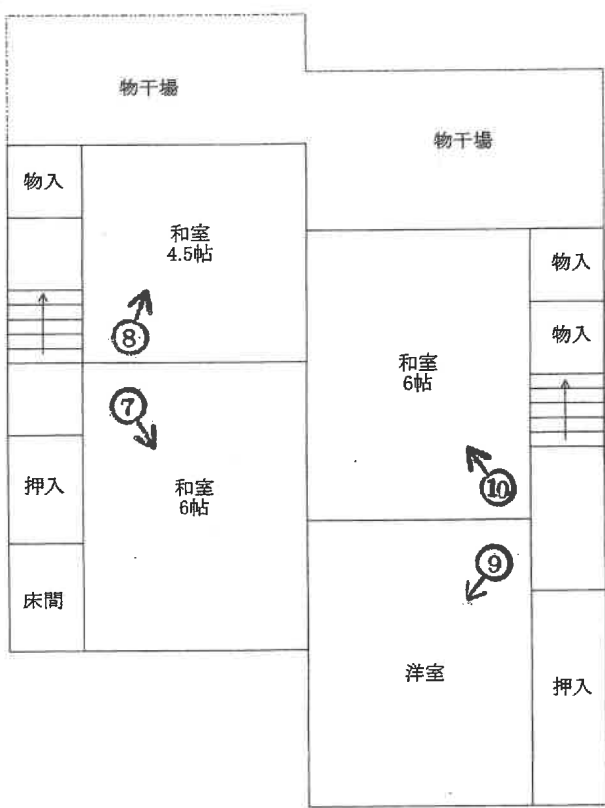 物干場
物干場
物入
和室
4.5帖
⑧
⑦
和室
6帖
押入
床間
物入
物入
和室
6帖
⑩
⑨
洋室
押入